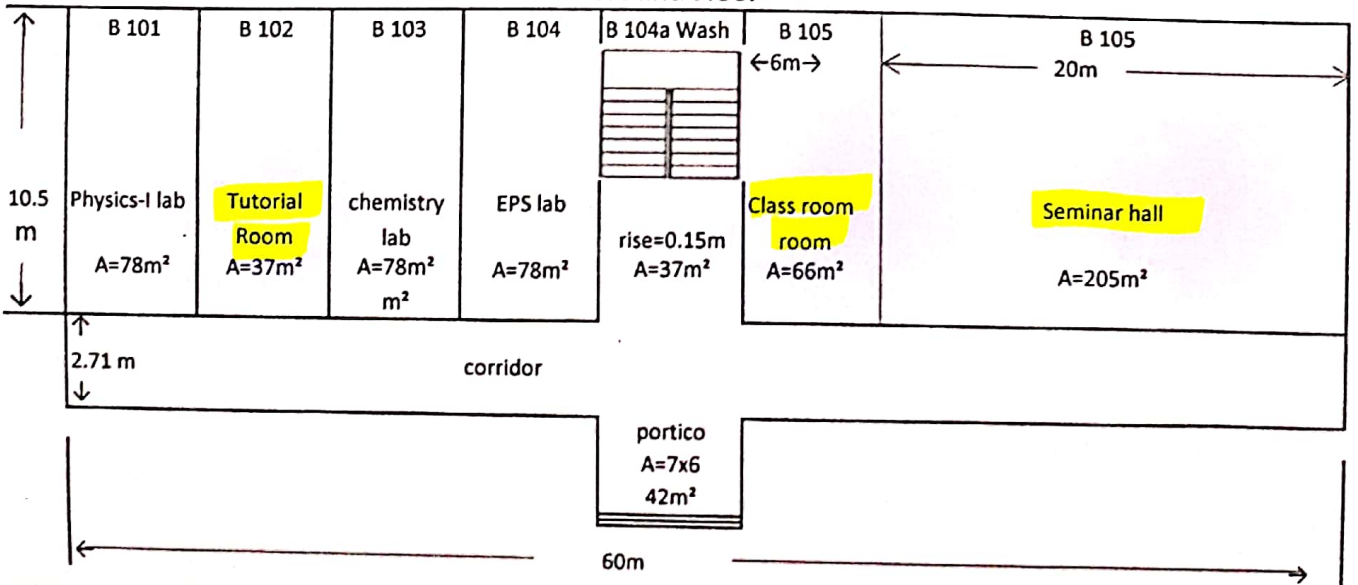 B 101
B 102
B 103
B 104
B 104a Wash
B 105
B 105
←6m→
20m
10.5
m
Physics-I lab
A=78m²
Tutorial
Room
A=37m²
chemistry
lab
A=78m²
m²
EPS lab
A=78m²
rise=0.15m
A=37m²
Class room
room
A=66m²
Seminar hall
A=205m²
2.71 m
corridor
portico
A=7x6
42m²
60m